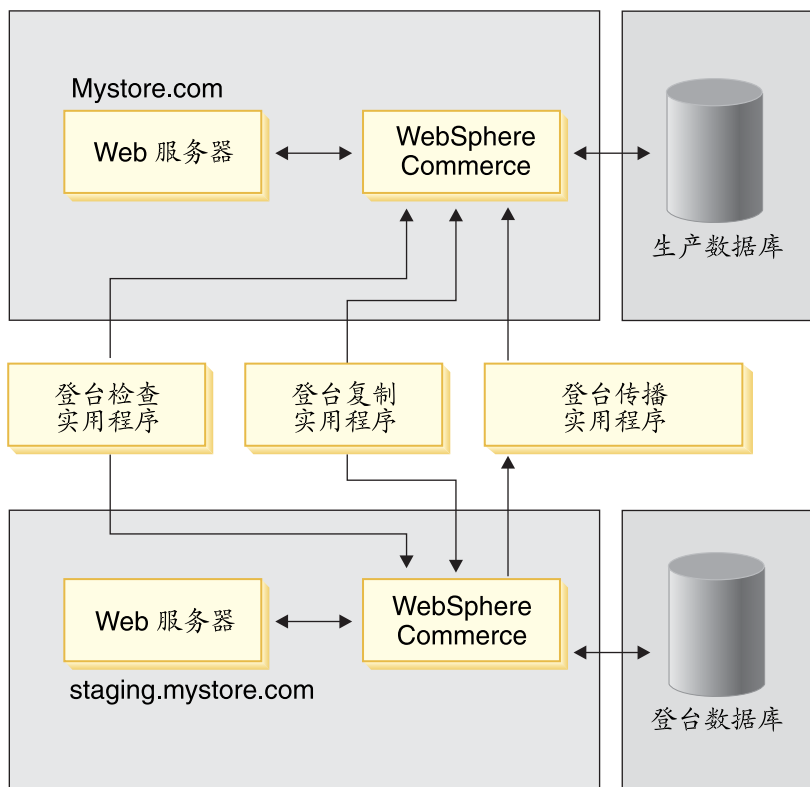 Mystore.com
Web 服务器
WebSphere
Commerce
生产数据库
登台检查
实用程序
登台复制
实用程序
登台传播
实用程序
Web 服务器
WebSphere
Commerce
staging.mystore.com
登台数据库